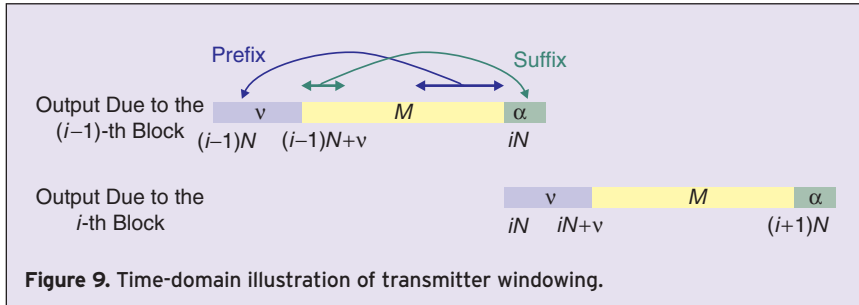 Prefix
Suffix
Output Due to the
(i–1)-th Block
ν
M
α
(i–1)N
(i–1)N+ν
iN
Output Due to the
i-th Block
ν
M
α
iN
iN+ν
(i+1)N
Figure 9. Time-domain illustration of transmitter windowing.